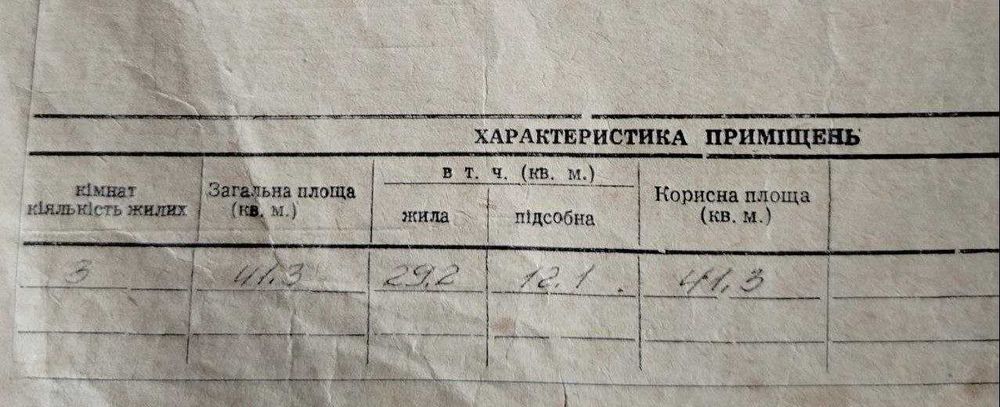 ХАРАКТЕРИСТИКА ПРИМІЩЕНЬ
кімнат
кіялькість жилих
Загальна площа
(кв. м.)
в т. ч. (кв. м.)
жила
підсобна
Корисна площа
(кв. м.)
3 41,3 29,2 12.1 41,3